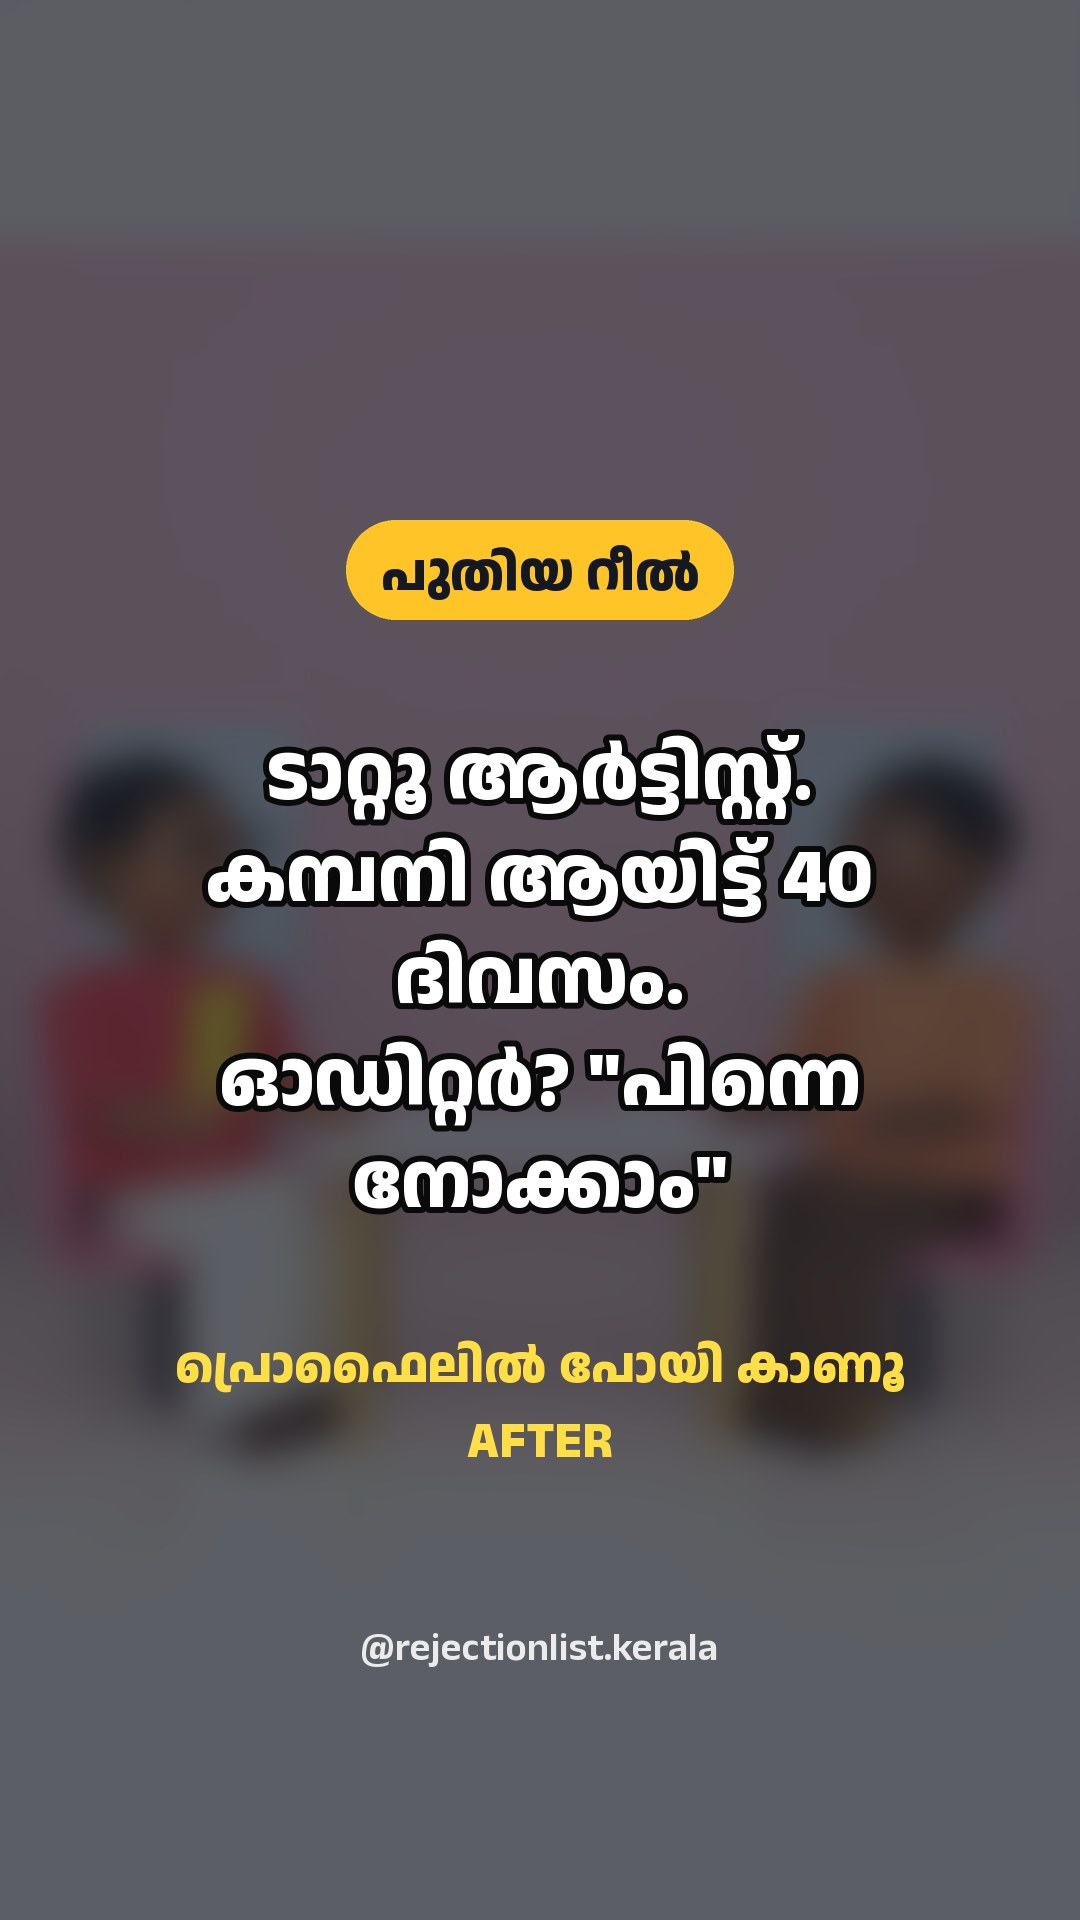 പുതിയ റീൽ
ടാറ്റൂ ആർട്ടിസ്റ്റ്.
കമ്പനി ആയിട്ട് 40
ദിവസം.
ഓഡിറ്റർ? "പിന്നെ
നോക്കാം"
പ്രൊഫൈലിൽ പോയി കാണൂ
AFTER
@rejectionlist.kerala